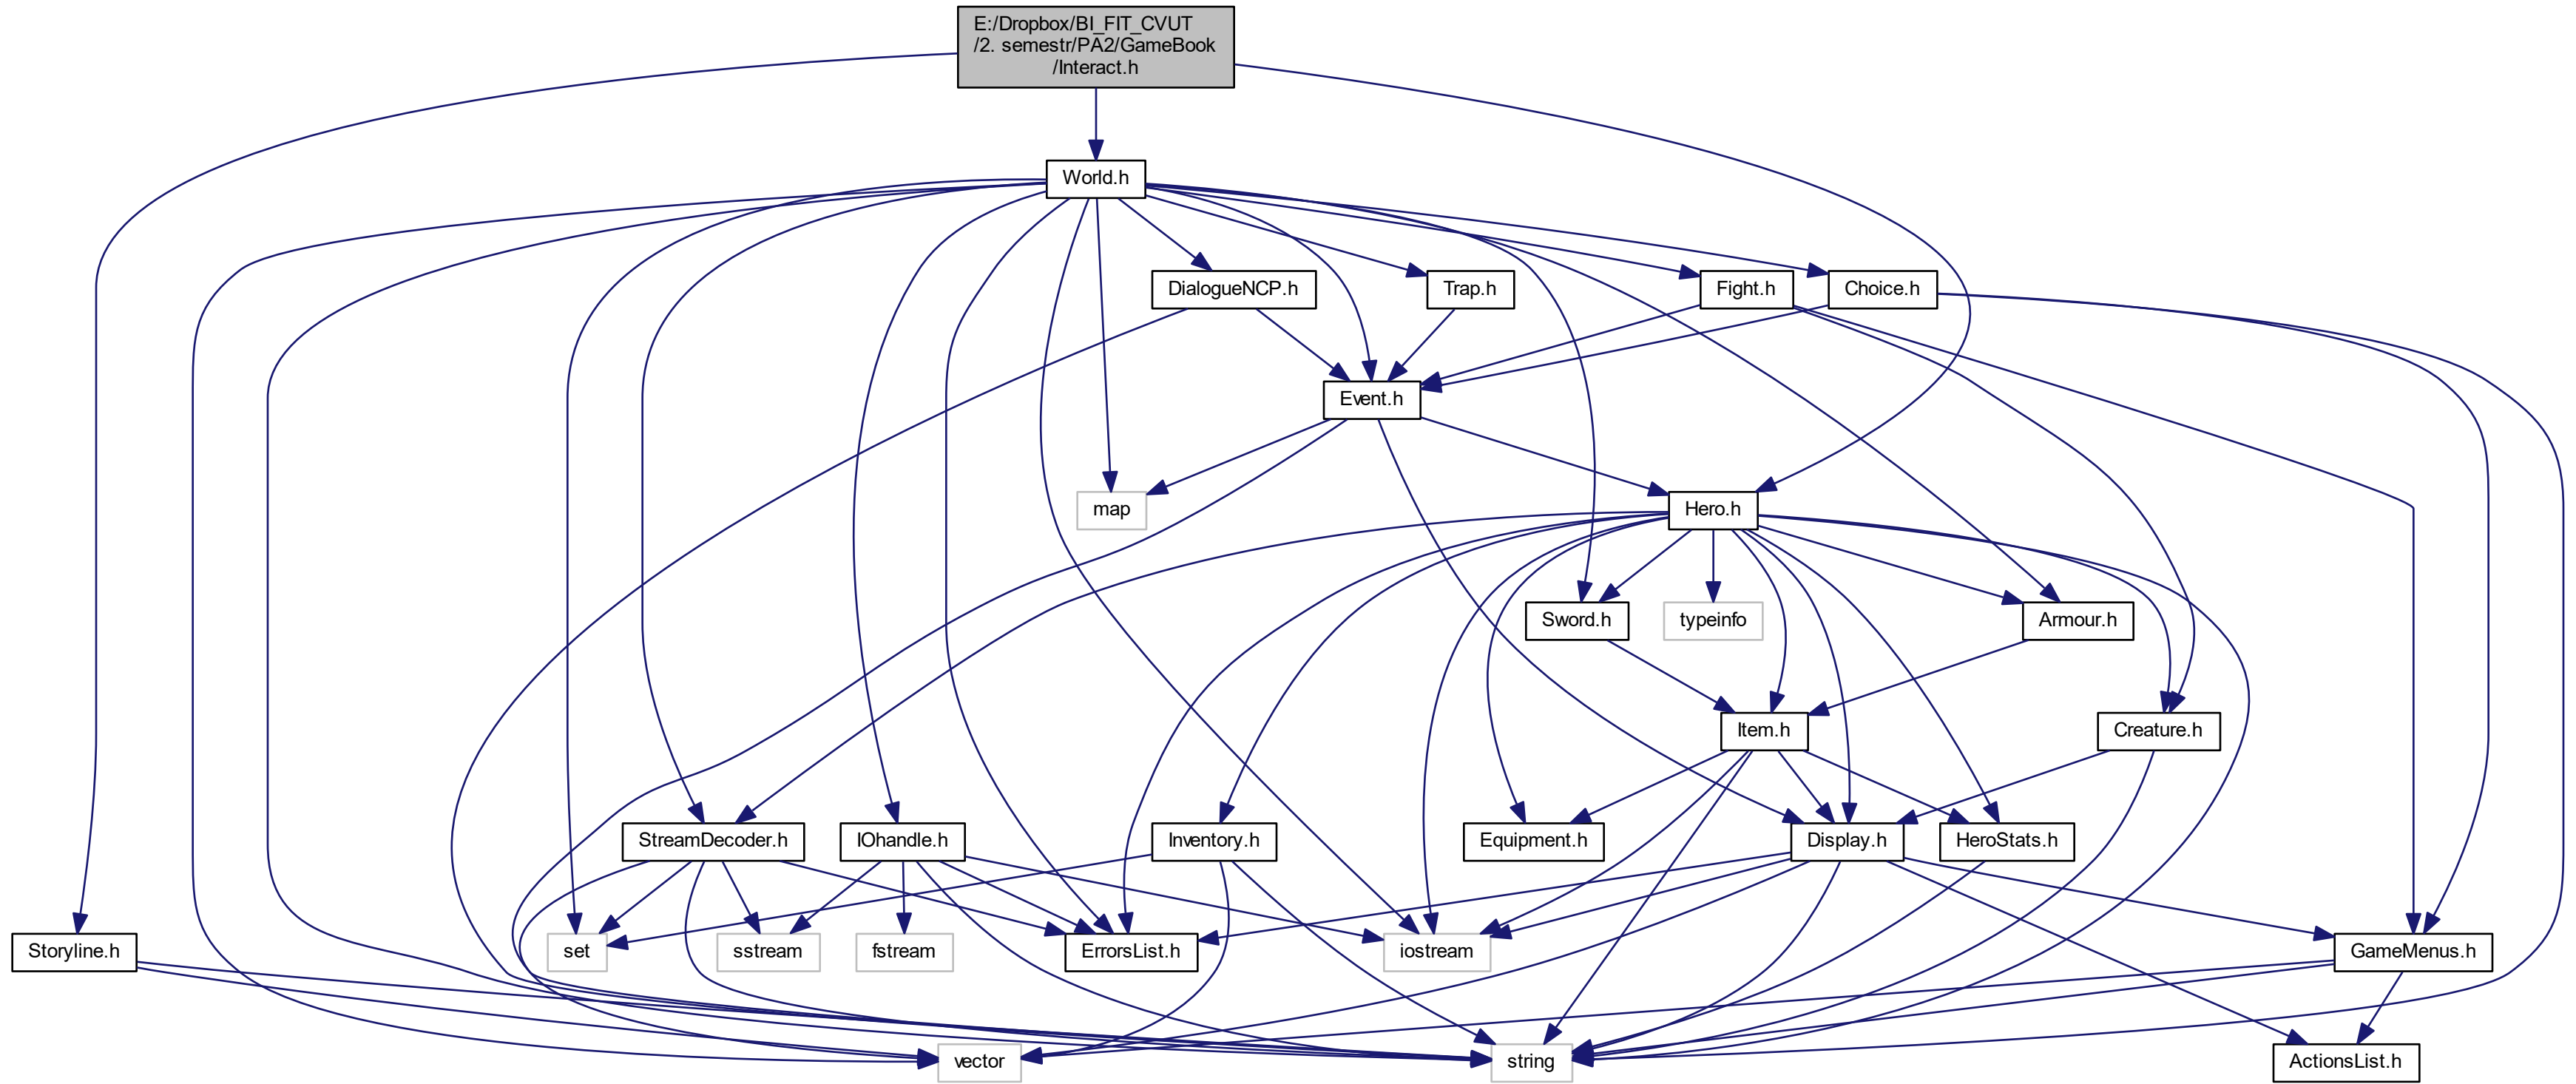 E:/Dropbox/BI_FIT_CVUT
/2. semestr/PA2/GameBook
/Interact.h
World.h
DialogueNCP.h
Trap.h
Fight.h
Choice.h
Event.h
map
Hero.h
Sword.h
typeinfo
Armour.h
Item.h
Creature.h
StreamDecoder.h
IOhandle.h
Inventory.h
Equipment.h
Display.h
HeroStats.h
Storyline.h
set
sstream
fstream
ErrorsList.h
iostream
GameMenus.h
vector
string
ActionsList.h